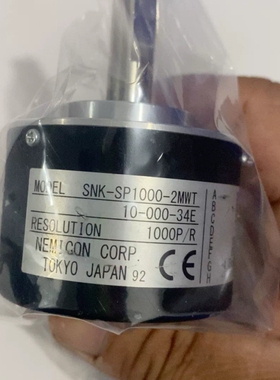 MODEL SNK-SP1000-2MWT
10-000-34E
RESOLUTION 1000P/R
NEMICON CORP.
TOKYO JAPAN 92 CE
A
B
C
D
E
F
G
H